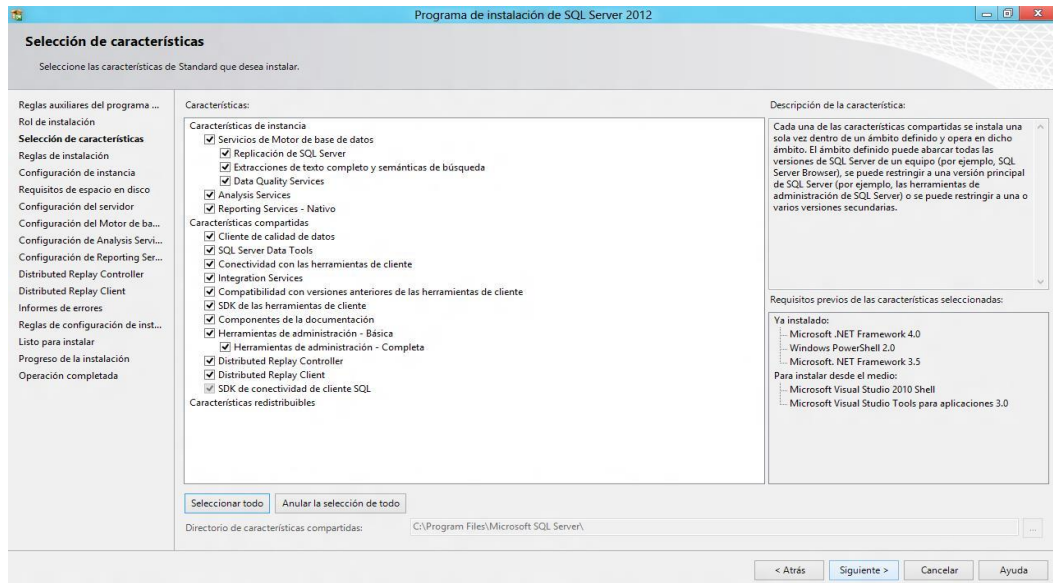 Programa de instalación de SQL Server 2012
Selección de características
Seleccione las características de Standard que desea instalar.
Reglas auxiliares del programa ...
Rol de instalación
Selección de características
Reglas de instalación
Configuración de instancia
Requisitos de espacio en disco
Configuración del servidor
Configuración del Motor de ba...
Configuración de Analysis Servi...
Configuración de Reporting Ser...
Distributed Replay Controller
Distributed Replay Client
Informes de errores
Reglas de configuración de inst...
Listo para instalar
Progreso de la instalación
Operación completada
Características:
Características de instancia
Servicios de Motor de base de datos
Replicación de SQL Server
Extracciones de texto completo y semánticas de búsqueda
Data Quality Services
Analysis Services
Reporting Services - Nativo
Características compartidas
Cliente de calidad de datos
SQL Server Data Tools
Conectividad con las herramientas de cliente
Integration Services
Compatibilidad con versiones anteriores de las herramientas de cliente
SDK de las herramientas de cliente
Componentes de la documentación
Herramientas de administración - Básica
Herramientas de administración - Completa
Distributed Replay Controller
Distributed Replay Client
SDK de conectividad de cliente SQL
Características redistribuibles
Seleccionar todo
Anular la selección de todo
Directorio de características compartidas:
C:\Program Files\Microsoft SQL Server\
...
Descripción de la característica:
Cada una de las características compartidas se instala una
sola vez dentro de un ámbito definido y opera en dicho
ámbito. El ámbito definido puede abarcar todas las
versiones de SQL Server de un equipo (por ejemplo, SQL
Server Browser), se puede restringir a una versión principal
de SQL Server (por ejemplo, las herramientas de
administración de SQL Server) o se puede restringir a una o
varios versiones secundarias.
Requisitos previos de las características seleccionadas:
Ya instalado:
Microsoft .NET Framework 4.0
Windows PowerShell 2.0
Microsoft. NET Framework 3.5
Para instalar desde el medio:
Microsoft Visual Studio 2010 Shell
Microsoft Visual Studio Tools para aplicaciones 3.0
< Atrás
Siguiente >
Cancelar
Ayuda